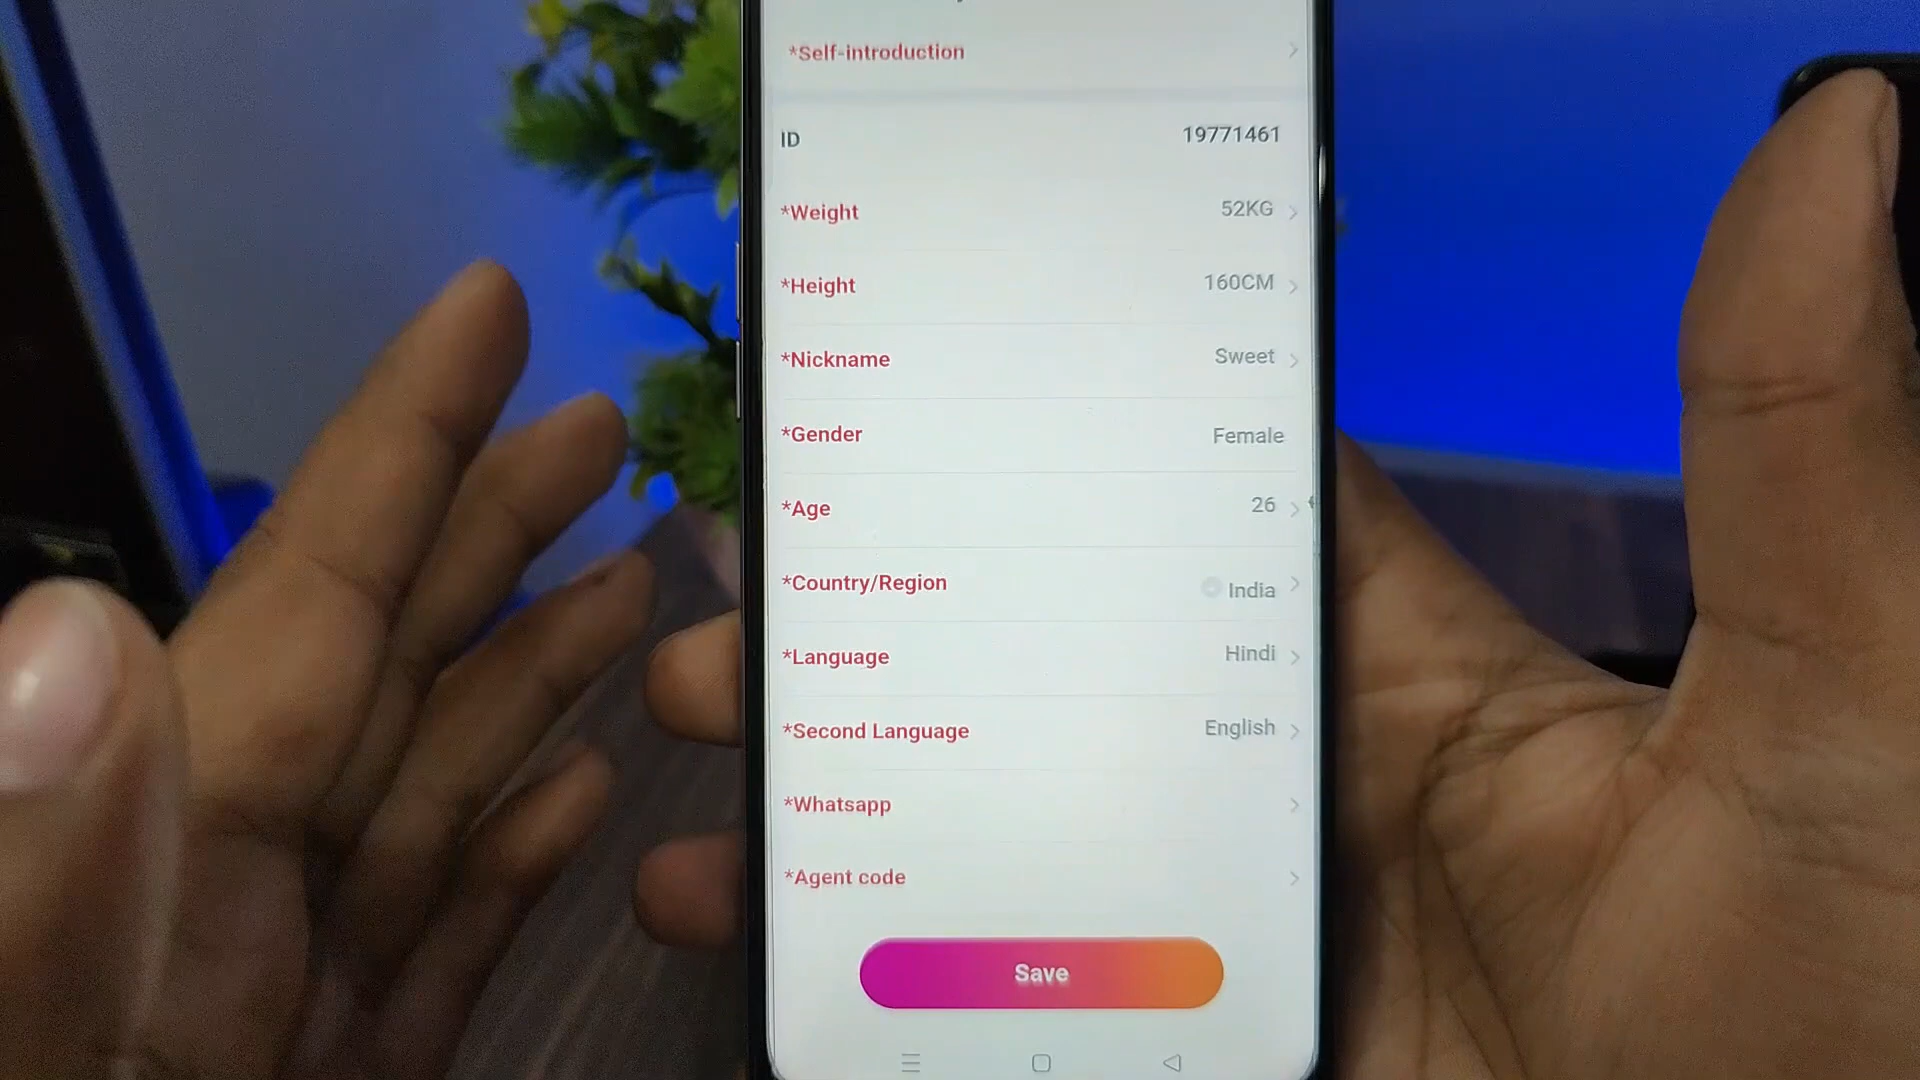 *Self-introduction
ID 19771461
*Weight 52KG
*Height 160CM
*Nickname Sweet
*Gender Female
*Age 26
*Country/Region India
*Language Hindi
*Second Language English
*Whatsapp
*Agent code
Save